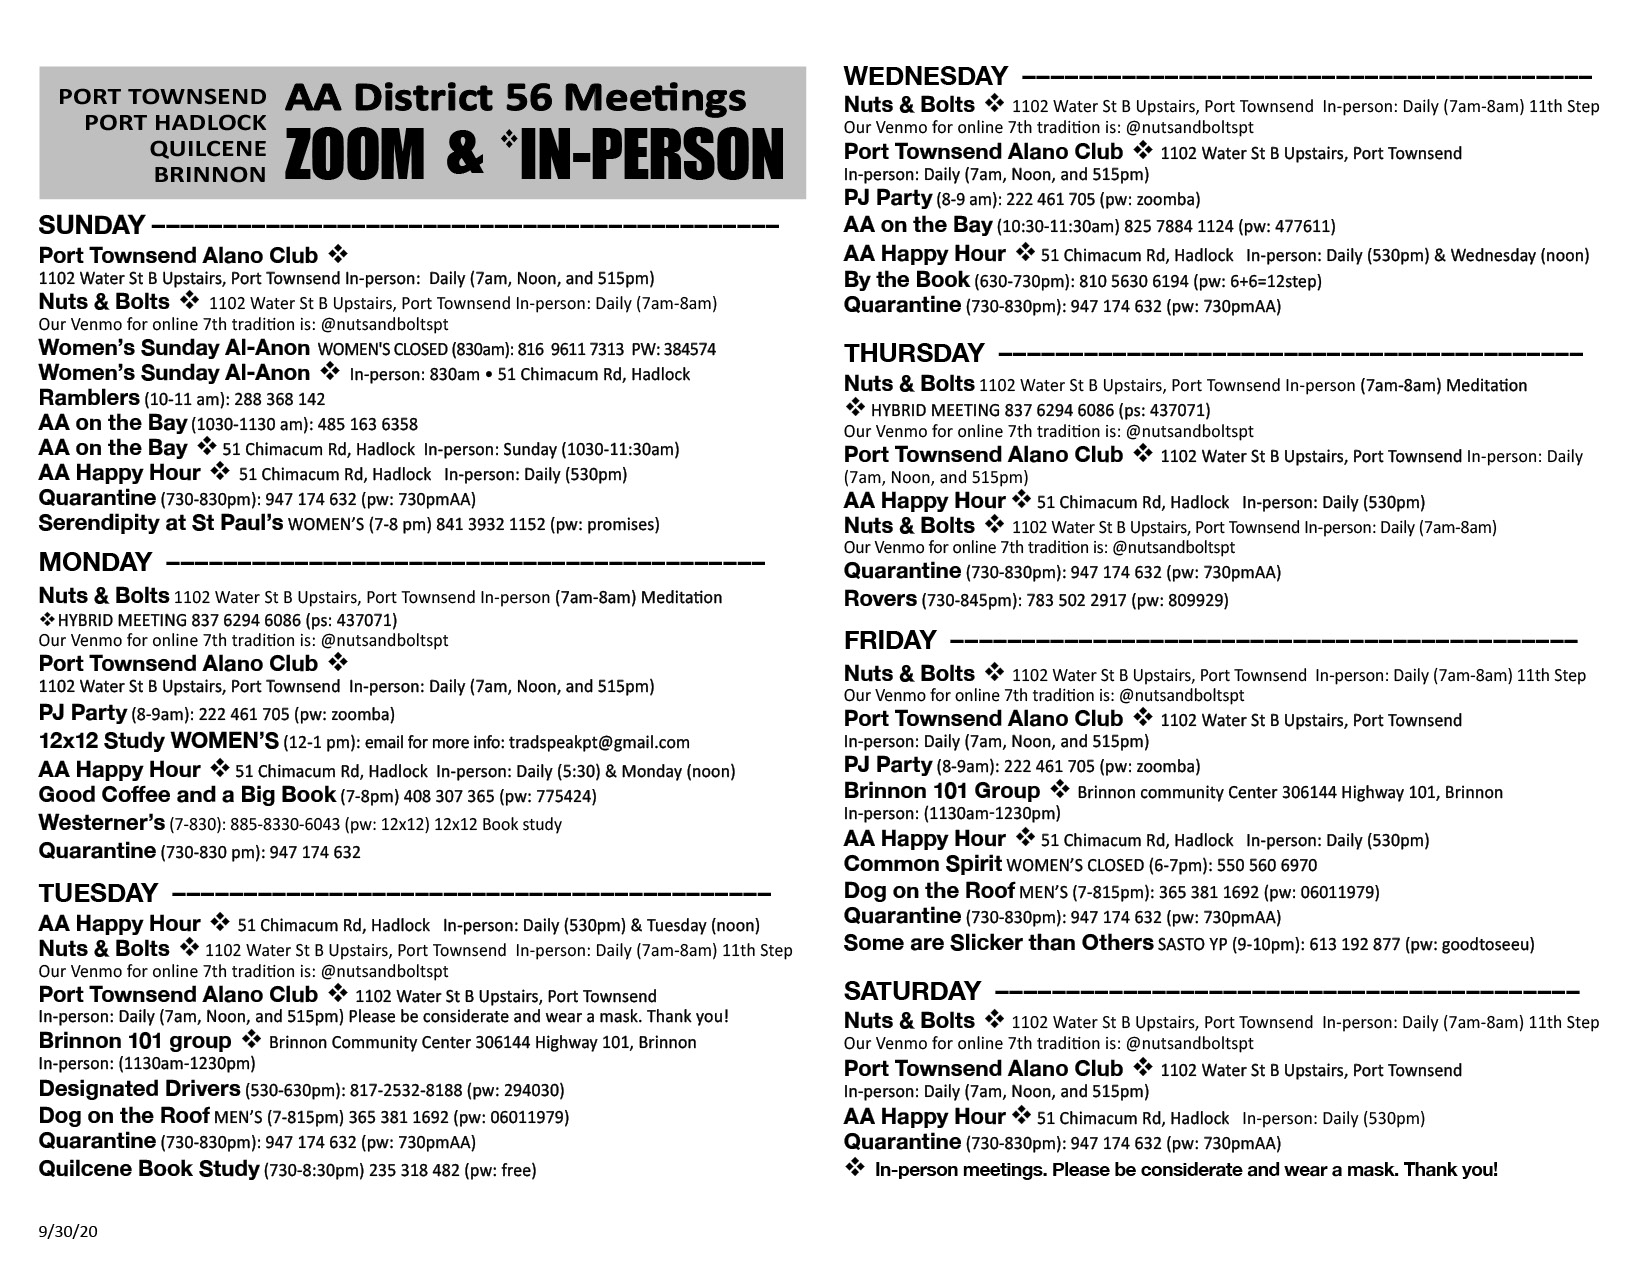 PORT TOWNSEND
PORT HADLOCK
QUILCENE
BRINNON
AA District 56 Meetings
ZOOM & ❖IN-PERSON
SUNDAY ––––––––––––––––––––––––––––––––––––––––––––
Port Townsend Alano Club ❖
1102 Water St B Upstairs, Port Townsend In-person: Daily (7am, Noon, and 515pm)
Nuts & Bolts ❖ 1102 Water St B Upstairs, Port Townsend In-person: Daily (7am-8am)
Our Venmo for online 7th tradition is: @nutsandboltspt
Women’s Sunday Al-Anon WOMEN'S CLOSED (830am): 816 9611 7313 PW: 384574
Women’s Sunday Al-Anon ❖ In-person: 830am • 51 Chimacum Rd, Hadlock
Ramblers (10-11 am): 288 368 142
AA on the Bay (1030-1130 am): 485 163 6358
AA on the Bay ❖ 51 Chimacum Rd, Hadlock In-person: Sunday (1030-11:30am)
AA Happy Hour ❖ 51 Chimacum Rd, Hadlock In-person: Daily (530pm)
Quarantine (730-830pm): 947 174 632 (pw: 730pmAA)
Serendipity at St Paul’s WOMEN’S (7-8 pm) 841 3932 1152 (pw: promises)
MONDAY ––––––––––––––––––––––––––––––––––––––––––
Nuts & Bolts 1102 Water St B Upstairs, Port Townsend In-person (7am-8am) Meditation
❖HYBRID MEETING 837 6294 6086 (ps: 437071)
Our Venmo for online 7th tradition is: @nutsandboltspt
Port Townsend Alano Club ❖
1102 Water St B Upstairs, Port Townsend In-person: Daily (7am, Noon, and 515pm)
PJ Party (8-9am): 222 461 705 (pw: zoomba)
12x12 Study WOMEN’S (12-1 pm): email for more info: tradspeakpt@gmail.com
AA Happy Hour ❖ 51 Chimacum Rd, Hadlock In-person: Daily (5:30) & Monday (noon)
Good Coffee and a Big Book (7-8pm) 408 307 365 (pw: 775424)
Westerner’s (7-830): 885-8330-6043 (pw: 12x12) 12x12 Book study
Quarantine (730-830 pm): 947 174 632
TUESDAY ––––––––––––––––––––––––––––––––––––––––––
AA Happy Hour ❖ 51 Chimacum Rd, Hadlock In-person: Daily (530pm) & Tuesday (noon)
Nuts & Bolts ❖ 1102 Water St B Upstairs, Port Townsend In-person: Daily (7am-8am) 11th Step
Our Venmo for online 7th tradition is: @nutsandboltspt
Port Townsend Alano Club ❖ 1102 Water St B Upstairs, Port Townsend
In-person: Daily (7am, Noon, and 515pm) Please be considerate and wear a mask. Thank you!
Brinnon 101 group ❖ Brinnon Community Center 306144 Highway 101, Brinnon
In-person: (1130am-1230pm)
Designated Drivers (530-630pm): 817-2532-8188 (pw: 294030)
Dog on the Roof MEN’S (7-815pm) 365 381 1692 (pw: 06011979)
Quarantine (730-830pm): 947 174 632 (pw: 730pmAA)
Quilcene Book Study (730-8:30pm) 235 318 482 (pw: free)
9/30/20
WEDNESDAY ––––––––––––––––––––––––––––––––––––––––
Nuts & Bolts ❖ 1102 Water St B Upstairs, Port Townsend In-person: Daily (7am-8am) 11th Step
Our Venmo for online 7th tradition is: @nutsandboltspt
Port Townsend Alano Club ❖ 1102 Water St B Upstairs, Port Townsend
In-person: Daily (7am, Noon, and 515pm)
PJ Party (8-9 am): 222 461 705 (pw: zoomba)
AA on the Bay (10:30-11:30am) 825 7884 1124 (pw: 477611)
AA Happy Hour ❖ 51 Chimacum Rd, Hadlock In-person: Daily (530pm) & Wednesday (noon)
By the Book (630-730pm): 810 5630 6194 (pw: 6+6=12step)
Quarantine (730-830pm): 947 174 632 (pw: 730pmAA)
THURSDAY –––––––––––––––––––––––––––––––––––––––––
Nuts & Bolts 1102 Water St B Upstairs, Port Townsend In-person (7am-8am) Meditation
❖ HYBRID MEETING 837 6294 6086 (ps: 437071)
Our Venmo for online 7th tradition is: @nutsandboltspt
Port Townsend Alano Club ❖ 1102 Water St B Upstairs, Port Townsend In-person: Daily
(7am, Noon, and 515pm)
AA Happy Hour ❖ 51 Chimacum Rd, Hadlock In-person: Daily (530pm)
Nuts & Bolts ❖ 1102 Water St B Upstairs, Port Townsend In-person: Daily (7am-8am)
Our Venmo for online 7th tradition is: @nutsandboltspt
Quarantine (730-830pm): 947 174 632 (pw: 730pmAA)
Rovers (730-845pm): 783 502 2917 (pw: 809929)
FRIDAY ––––––––––––––––––––––––––––––––––––––––––––
Nuts & Bolts ❖ 1102 Water St B Upstairs, Port Townsend In-person: Daily (7am-8am) 11th Step
Our Venmo for online 7th tradition is: @nutsandboltspt
Port Townsend Alano Club ❖ 1102 Water St B Upstairs, Port Townsend
In-person: Daily (7am, Noon, and 515pm)
PJ Party (8-9am): 222 461 705 (pw: zoomba)
Brinnon 101 Group ❖ Brinnon community Center 306144 Highway 101, Brinnon
In-person: (1130am-1230pm)
AA Happy Hour ❖ 51 Chimacum Rd, Hadlock In-person: Daily (530pm)
Common Spirit WOMEN’S CLOSED (6-7pm): 550 560 6970
Dog on the Roof MEN’S (7-815pm): 365 381 1692 (pw: 06011979)
Quarantine (730-830pm): 947 174 632 (pw: 730pmAA)
Some are Slicker than Others SASTO YP (9-10pm): 613 192 877 (pw: goodtoseeu)
SATURDAY –––––––––––––––––––––––––––––––––––––––––
Nuts & Bolts ❖ 1102 Water St B Upstairs, Port Townsend In-person: Daily (7am-8am) 11th Step
Our Venmo for online 7th tradition is: @nutsandboltspt
Port Townsend Alano Club ❖ 1102 Water St B Upstairs, Port Townsend
In-person: Daily (7am, Noon, and 515pm)
AA Happy Hour ❖ 51 Chimacum Rd, Hadlock In-person: Daily (530pm)
Quarantine (730-830pm): 947 174 632 (pw: 730pmAA)
❖ In-person meetings. Please be considerate and wear a mask. Thank you!